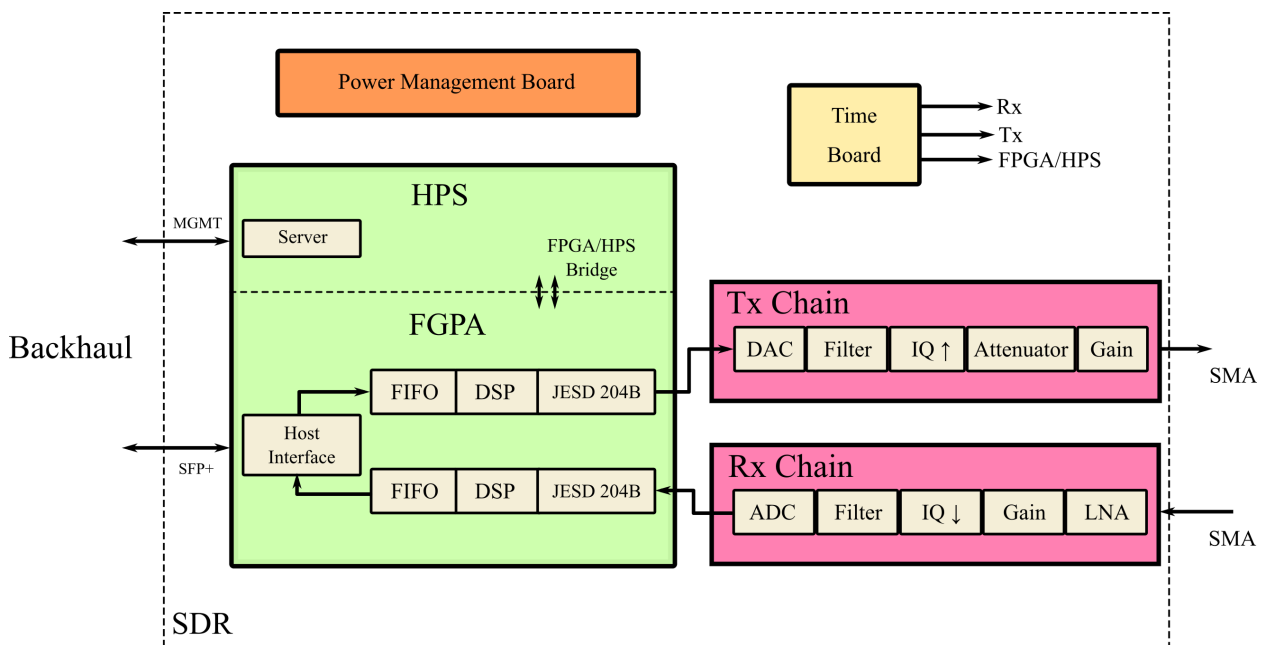 Power Management Board
Time
Board
Rx
Tx
FPGA/HPS
HPS
MGMT
Server
FPGA/HPS
Bridge
FGPA
Backhaul
Tx Chain
DAC
Filter
IQ ↑
Attenuator
Gain
SMA
FIFO
DSP
JESD 204B
Host
Interface
SFP+
FIFO
DSP
JESD 204B
Rx Chain
ADC
Filter
IQ ↓
Gain
LNA
SMA
SDR